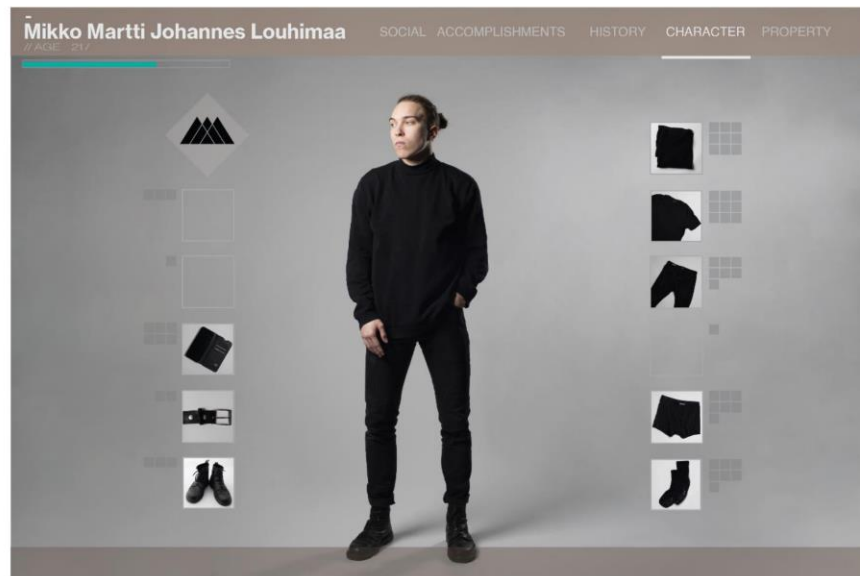 Mikko Martti Johannes Louhimaa
// AGE 21 /
SOCIAL ACCOMPLISHMENTS HISTORY CHARACTER PROPERTY